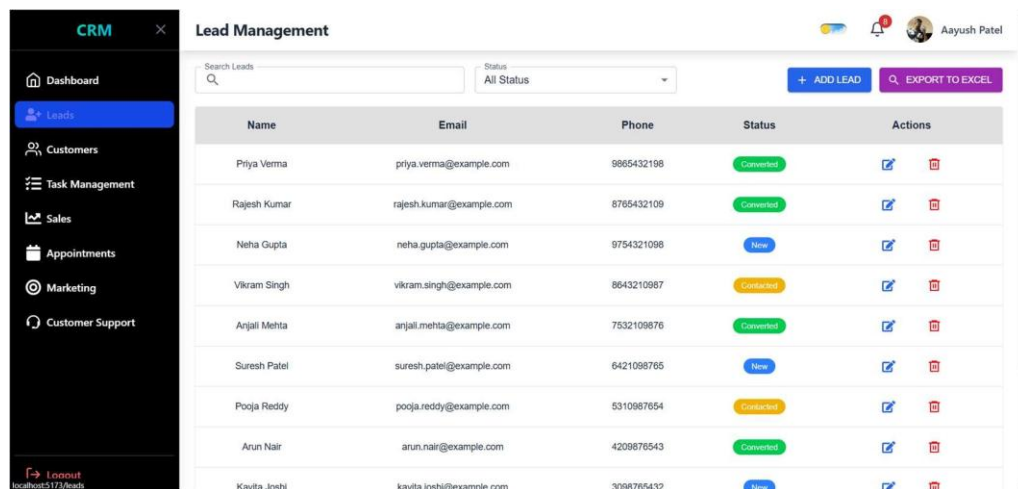 CRM
Lead Management
8
Aayush Patel
Dashboard
Leads
Customers
Task Management
Sales
Appointments
Marketing
Customer Support
Logout
localhost:5173/leads
Search Leads
Status
All Status
+ ADD LEAD
EXPORT TO EXCEL
Name Email Phone Status Actions
Priya Verma priya.verma@example.com 9865432198 Converted
Rajesh Kumar rajesh.kumar@example.com 8765432109 Converted
Neha Gupta neha.gupta@example.com 9754321098 New
Vikram Singh vikram.singh@example.com 8643210987 Contacted
Anjali Mehta anjali.mehta@example.com 7532109876 Converted
Suresh Patel suresh.patel@example.com 6421098765 New
Pooja Reddy pooja.reddy@example.com 5310987654 Contacted
Arun Nair arun.nair@example.com 4209876543 Converted
Kavita Joshi kavita.joshi@example.com 3098765432 New